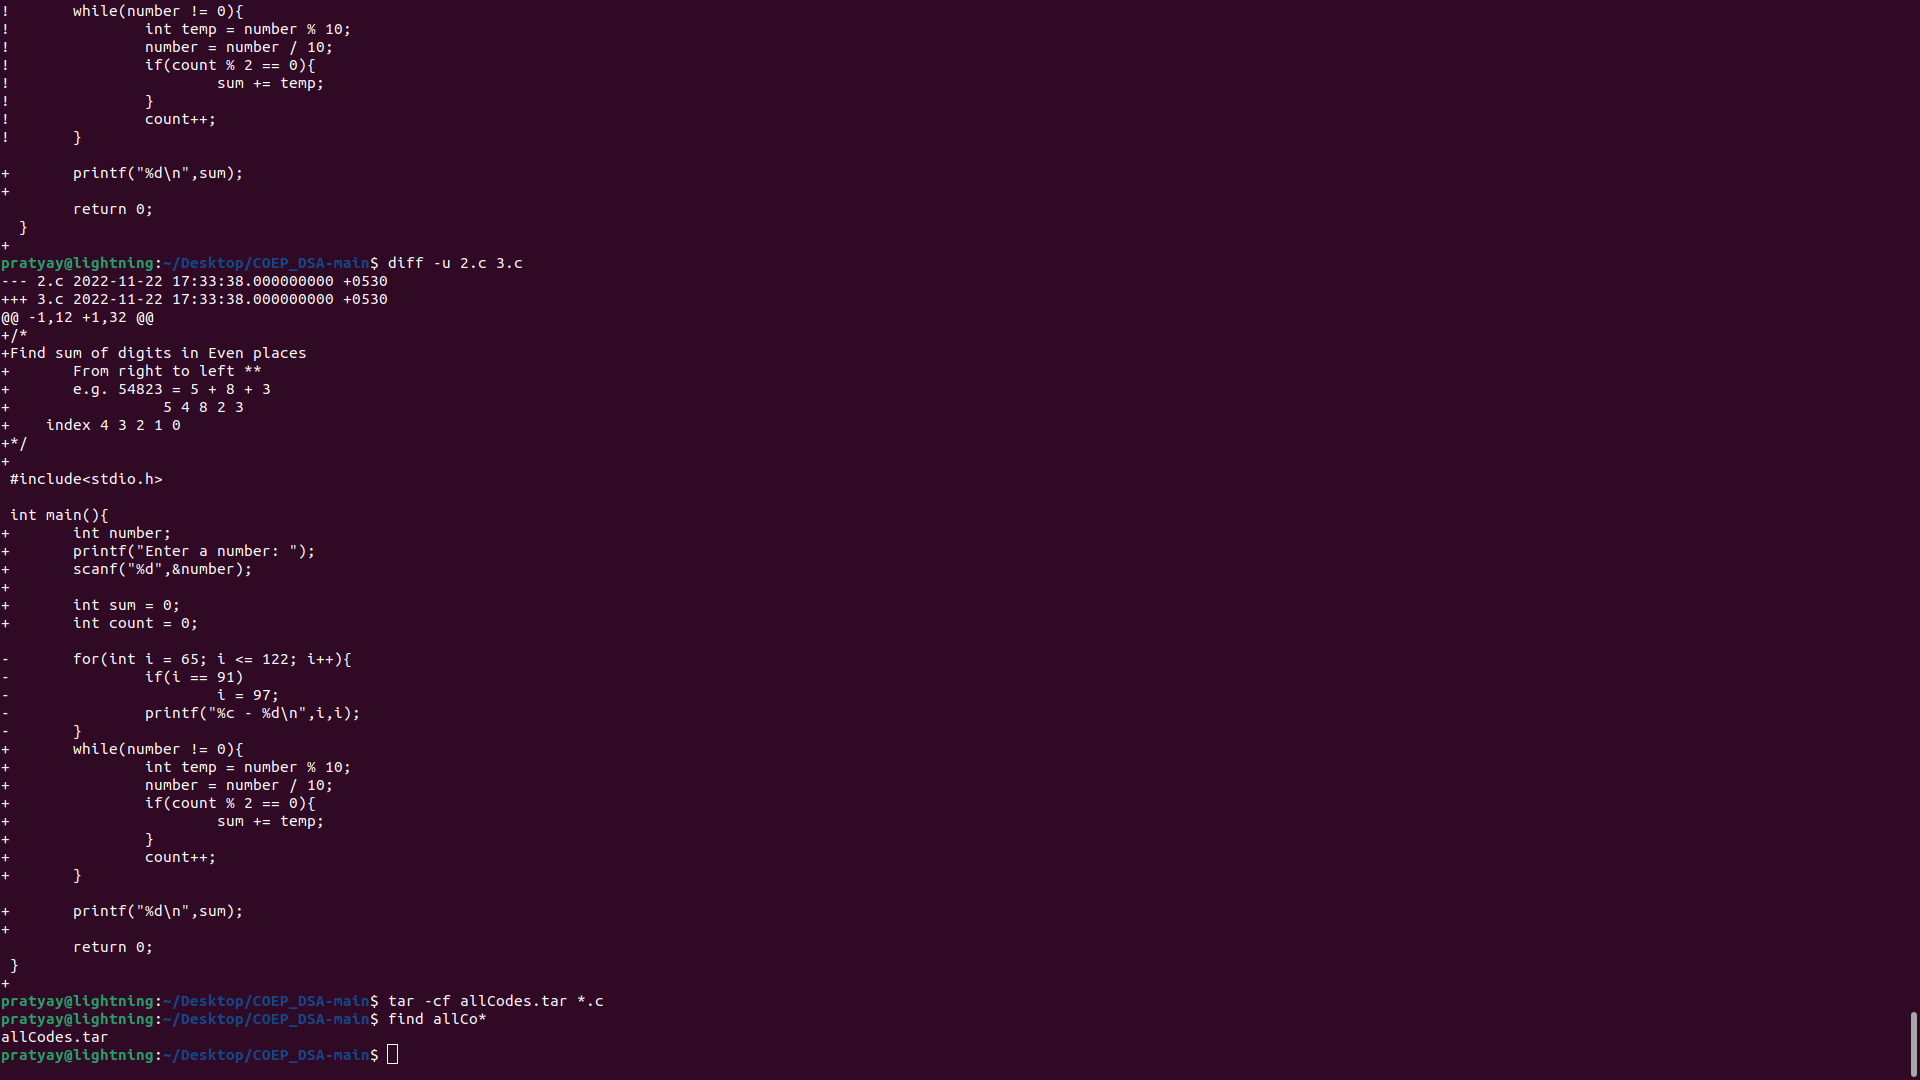 !       while(number != 0){
!               int temp = number % 10;
!               number = number / 10;
!               if(count % 2 == 0){
!                       sum += temp;
!               }
!               count++;
!       }

+       printf("%d\n",sum);
+
        return 0;
  }
+
pratyay@lightning:~/Desktop/COEP_DSA-main$ diff -u 2.c 3.c
--- 2.c 2022-11-22 17:33:38.000000000 +0530
+++ 3.c 2022-11-22 17:33:38.000000000 +0530
@@ -1,12 +1,32 @@
+/*
+Find sum of digits in Even places
+       From right to left **
+       e.g. 54823 = 5 + 8 + 3
+                 5 4 8 2 3
+    index 4 3 2 1 0
+*/
+
 #include<stdio.h>

 int main(){
+       int number;
+       printf("Enter a number: ");
+       scanf("%d",&number);
+
+       int sum = 0;
+       int count = 0;

-       for(int i = 65; i <= 122; i++){
-               if(i == 91)
-                       i = 97;
-               printf("%c - %d\n",i,i);
-       }
+       while(number != 0){
+               int temp = number % 10;
+               number = number / 10;
+               if(count % 2 == 0){
+                       sum += temp;
+               }
+               count++;
+       }

+       printf("%d\n",sum);
+
        return 0;
 }
+
pratyay@lightning:~/Desktop/COEP_DSA-main$ tar -cf allCodes.tar *.c
pratyay@lightning:~/Desktop/COEP_DSA-main$ find allCo*
allCodes.tar
pratyay@lightning:~/Desktop/COEP_DSA-main$